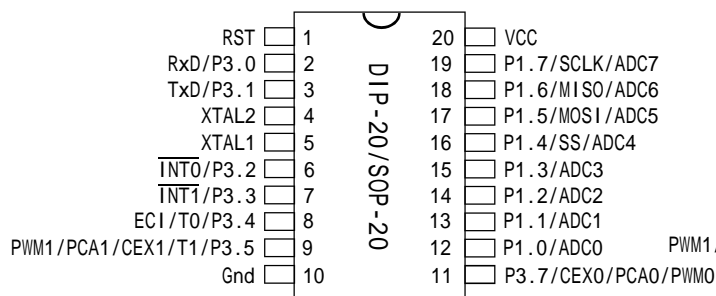 RST 1 20 VCC
RxD/P3.0 2 19 P1.7/SCLK/ADC7
TxD/P3.1 3 18 P1.6/MISO/ADC6
XTAL2 4 17 P1.5/MOSI/ADC5
XTAL1 5 16 P1.4/SS/ADC4
INT0/P3.2 6 15 P1.3/ADC3
INT1/P3.3 7 14 P1.2/ADC2
ECI/T0/P3.4 8 13 P1.1/ADC1
PWM1/PCA1/CEX1/T1/P3.5 9 12 P1.0/ADC0 PWM1/
Gnd 10 11 P3.7/CEX0/PCA0/PWM0
DIP-20/SOP-20